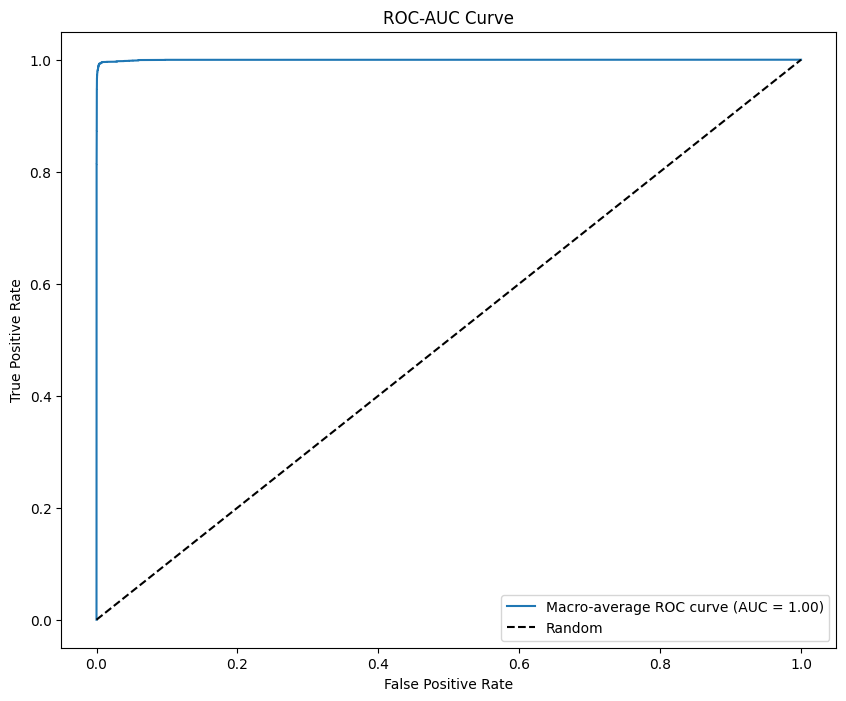 ROC-AUC Curve
True Positive Rate
1.0
0.8
0.6
0.4
0.2
0.0
Macro-average ROC curve (AUC = 1.00)
Random
0.0 0.2 0.4 0.6 0.8 1.0
False Positive Rate